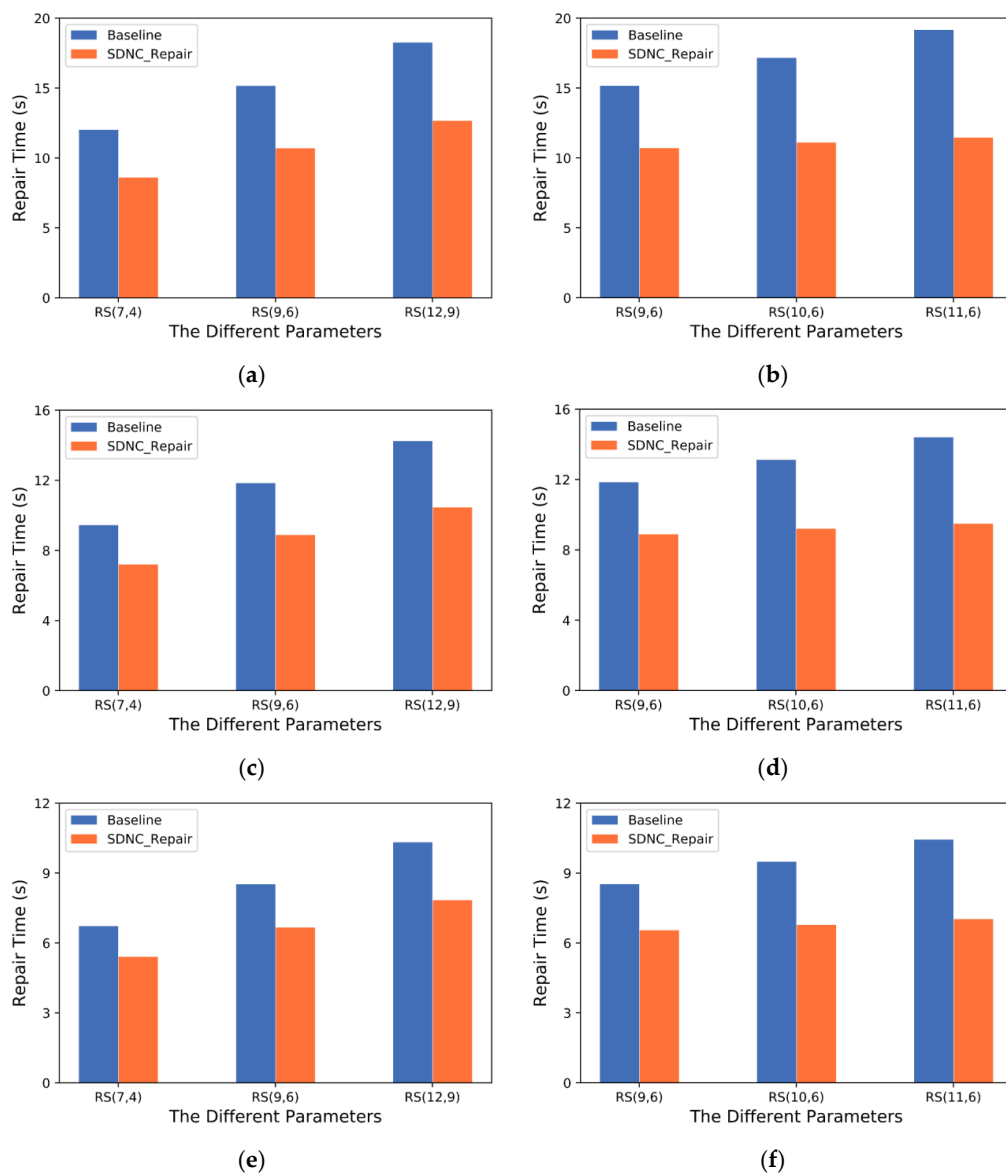 20
15
10
5
0
Repair Time (s)
Baseline
SDNC_Repair
RS(7,4) RS(9,6) RS(12,9)
The Different Parameters
(a)
20
15
10
5
0
Repair Time (s)
Baseline
SDNC_Repair
RS(9,6) RS(10,6) RS(11,6)
The Different Parameters
(b)
16
12
8
4
0
Repair Time (s)
Baseline
SDNC_Repair
RS(7,4) RS(9,6) RS(12,9)
The Different Parameters
(c)
16
12
8
4
0
Repair Time (s)
Baseline
SDNC_Repair
RS(9,6) RS(10,6) RS(11,6)
The Different Parameters
(d)
12
9
6
3
0
Repair Time (s)
Baseline
SDNC_Repair
RS(7,4) RS(9,6) RS(12,9)
The Different Parameters
(e)
12
9
6
3
0
Repair Time (s)
Baseline
SDNC_Repair
RS(9,6) RS(10,6) RS(11,6)
The Different Parameters
(f)